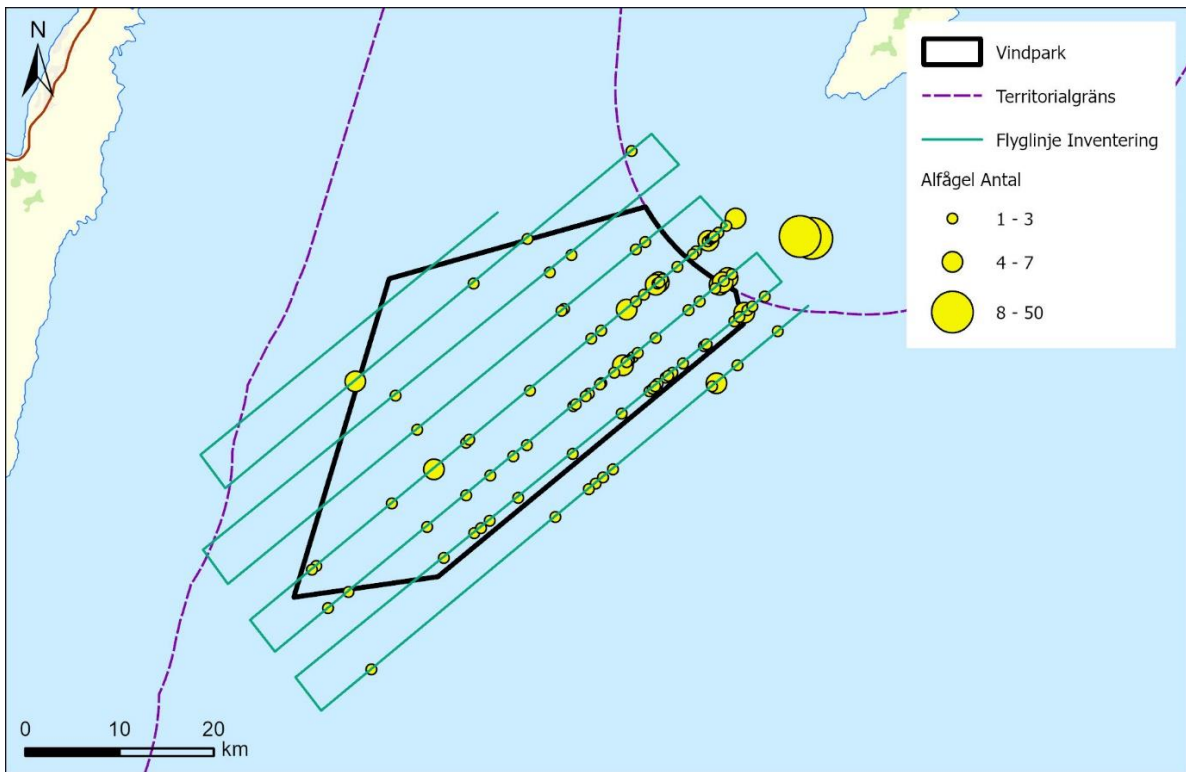 N
Vindpark
Territorialgräns
Flyglinje Inventering
Alfågel Antal
1 - 3
4 - 7
8 - 50
0 10 20
km